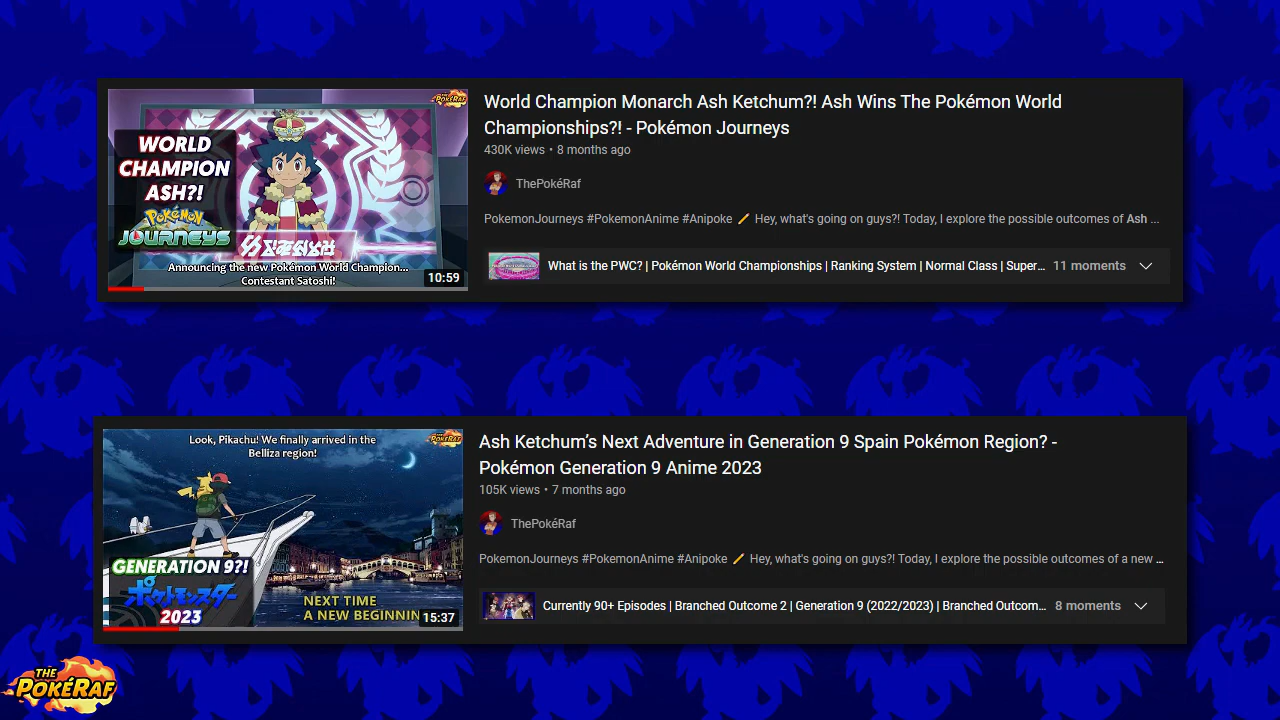 World Champion Monarch Ash Ketchum?! Ash Wins The Pokémon World
Championships?! - Pokémon Journeys
430K views • 8 months ago
ThePokéRaf
PokemonJourneys #PokemonAnime #Anipoke 🖊 Hey, what's going on guys?! Today, I explore the possible outcomes of Ash ...
What is the PWC? | Pokémon World Championships | Ranking System | Normal Class | Super...
11 moments
THE
POKÉRAF
WORLD
CHAMPION
ASH?!
POKéMON
JOURNEYS
Announcing the new Pokémon World Champion...
Contestant Satoshi!
10:59
Ash Ketchum’s Next Adventure in Generation 9 Spain Pokémon Region? -
Pokémon Generation 9 Anime 2023
105K views • 7 months ago
ThePokéRaf
PokemonJourneys #PokemonAnime #Anipoke 🖊 Hey, what's going on guys?! Today, I explore the possible outcomes of a new ...
Currently 90+ Episodes | Branched Outcome 2 | Generation 9 (2022/2023) | Branched Outcom...
8 moments
Look, Pikachu! We finally arrived in the
Belliza region!
THE
POKÉRAF
GENERATION 9?!
ポケットモンスター
2023
NEXT TIME
A NEW BEGINNIN
15:37
THE
POKÉRAF